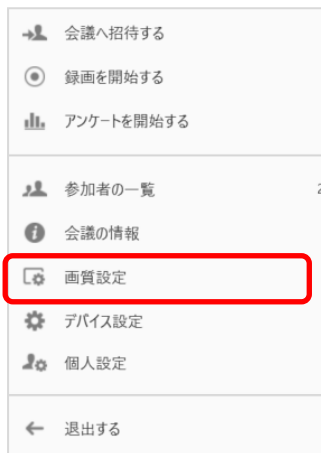 会議へ招待する
録画を開始する
アンケートを開始する
参加者の一覧 2
会議の情報
画質設定
デバイス設定
個人設定
退出する